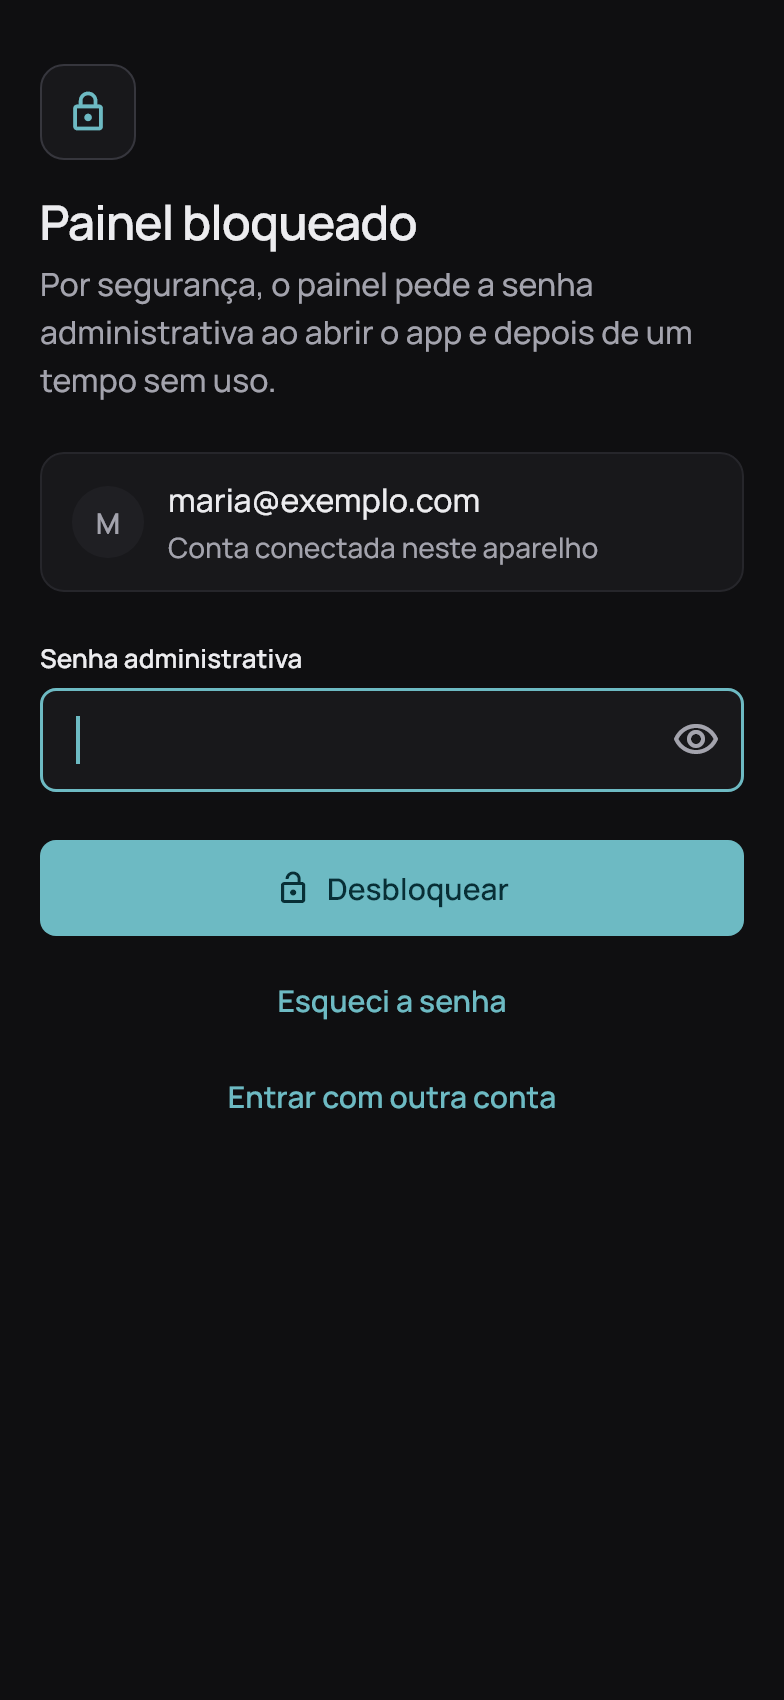 Painel bloqueado
Por segurança, o painel pede a senha
administrativa ao abrir o app e depois de um
tempo sem uso.
M
maria@exemplo.com
Conta conectada neste aparelho
Senha administrativa
Desbloquear
Esqueci a senha
Entrar com outra conta